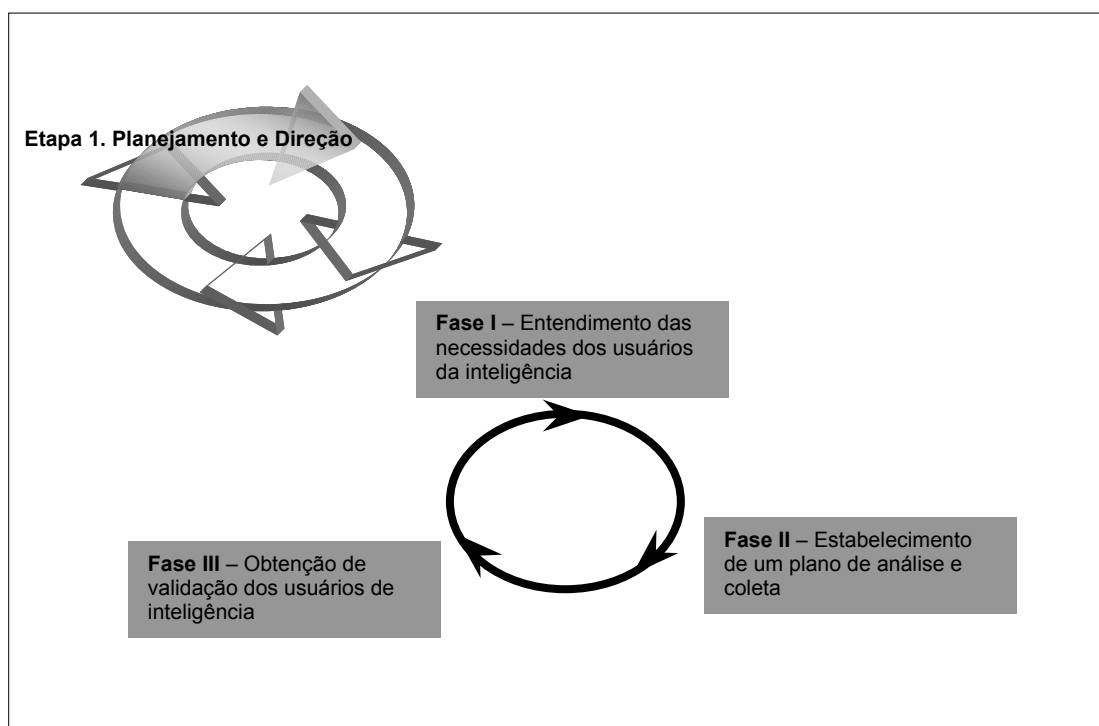 Etapa 1. Planejamento e Direção
Fase I – Entendimento das
necessidades dos usuários
da inteligência
Fase II – Estabelecimento
de um plano de análise e
coleta
Fase III – Obtenção de
validação dos usuários de
inteligência